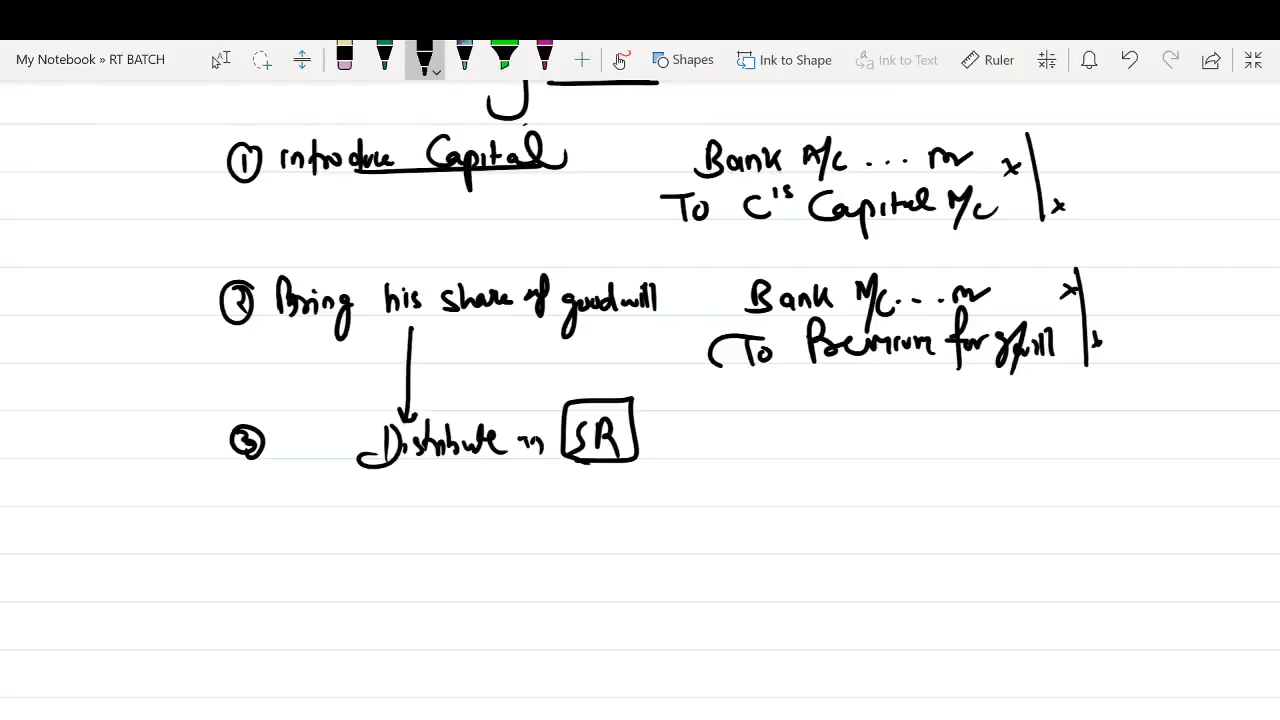 My Notebook » RT BATCH
Shapes
Ink to Shape
Ink to Text
Ruler
① introduce Capital
Bank A/c ... Dr x
To C's Capital A/c x
② Bring his share of goodwill
Bank A/c ... Dr x
To Premium for g/will x
③ Distribute in SR